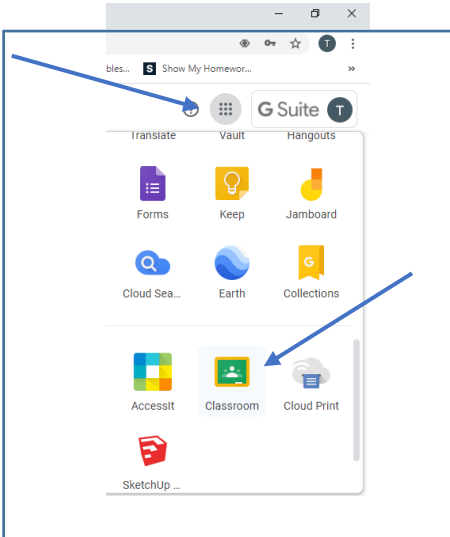 T
bles... S Show My Homewor... »
G Suite T
Translate Vault Hangouts
Forms Keep Jamboard
G
Cloud Sea... Earth Collections
AccessIt Classroom Cloud Print
SketchUp ...